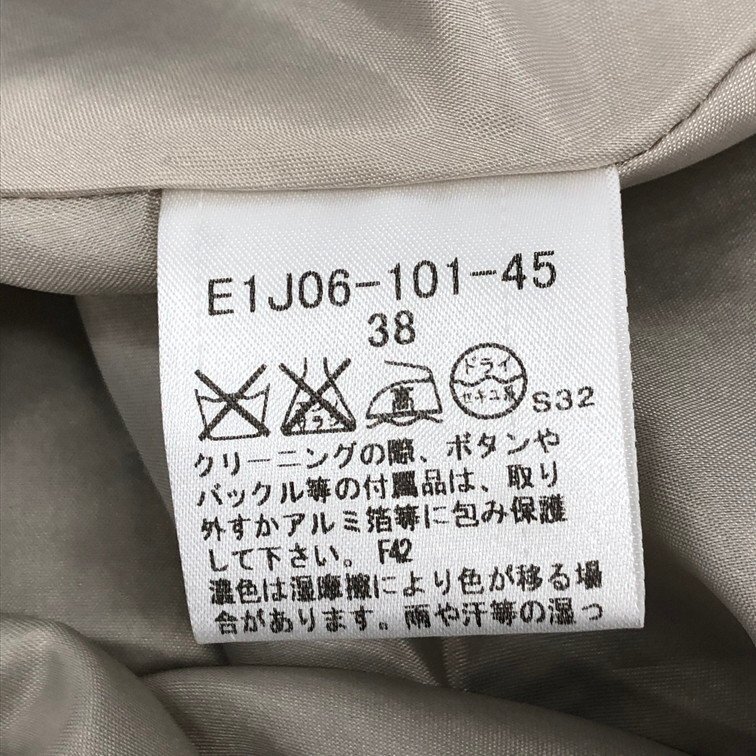 E1J06-101-45
38
高
ドライ
セキユ系
S32
クリーニングの際、ボタンや
バックル等の付属品は、取り
外すかアルミ箔等に包み保護
して下さい。 F42
濃色は湿摩擦により色が移る場
合があります。雨や汗等の湿っ